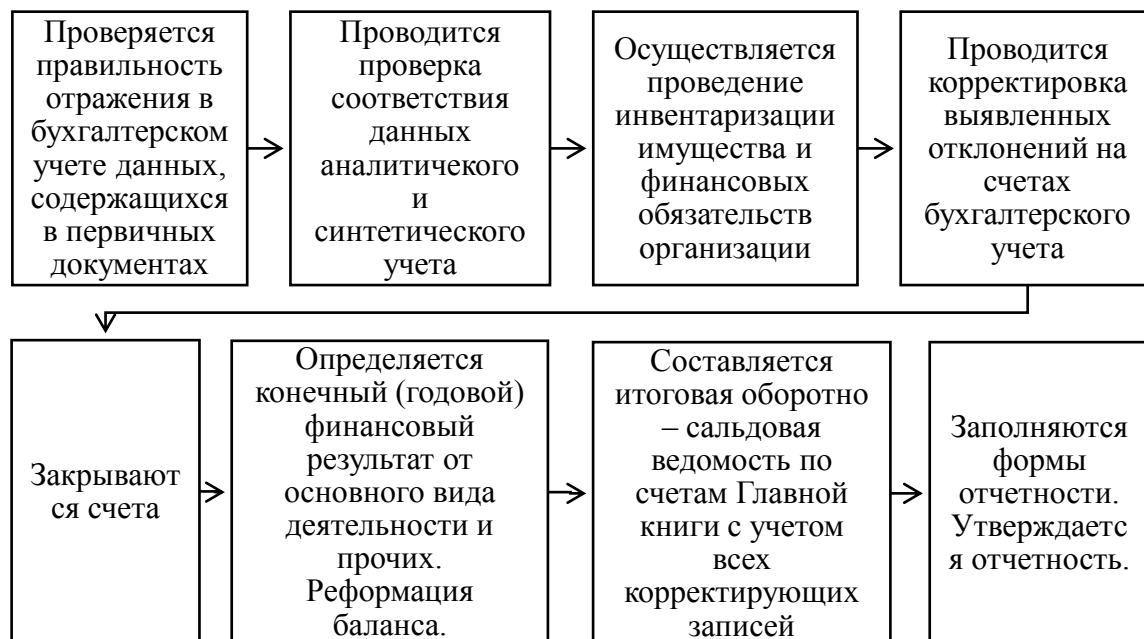 Проверяется
правильность
отражения в
бухгалтерском
учете данных,
содержащихся
в первичных
документах
Проводится
проверка
соответствия
данных
аналитичекого
и
синтетического
учета
Осуществляется
проведение
инвентаризации
имущества и
финансовых
обязательств
организации
Проводится
корректировка
выявленных
отклонений на
счетах
бухгалтерского
учета
Закрывают
ся счета
Определяется
конечный (годовой)
финансовый
результат от
основного вида
деятельности и
прочих.
Реформация
баланса.
Составляется
итоговая оборотно
– сальдовая
ведомость по
счетам Главной
книги с учетом
всех
корректирующих
записей
Заполняются
формы
отчетности.
Утверждаетс
я отчетность.